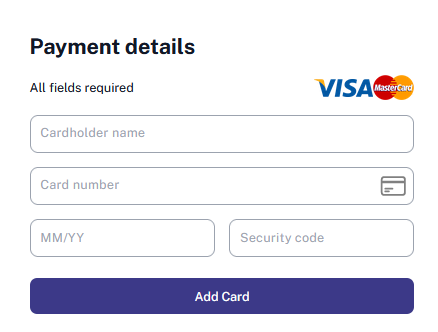 Payment details
All fields required
VISA MasterCard
Cardholder name
Card number
MM/YY Security code
Add Card